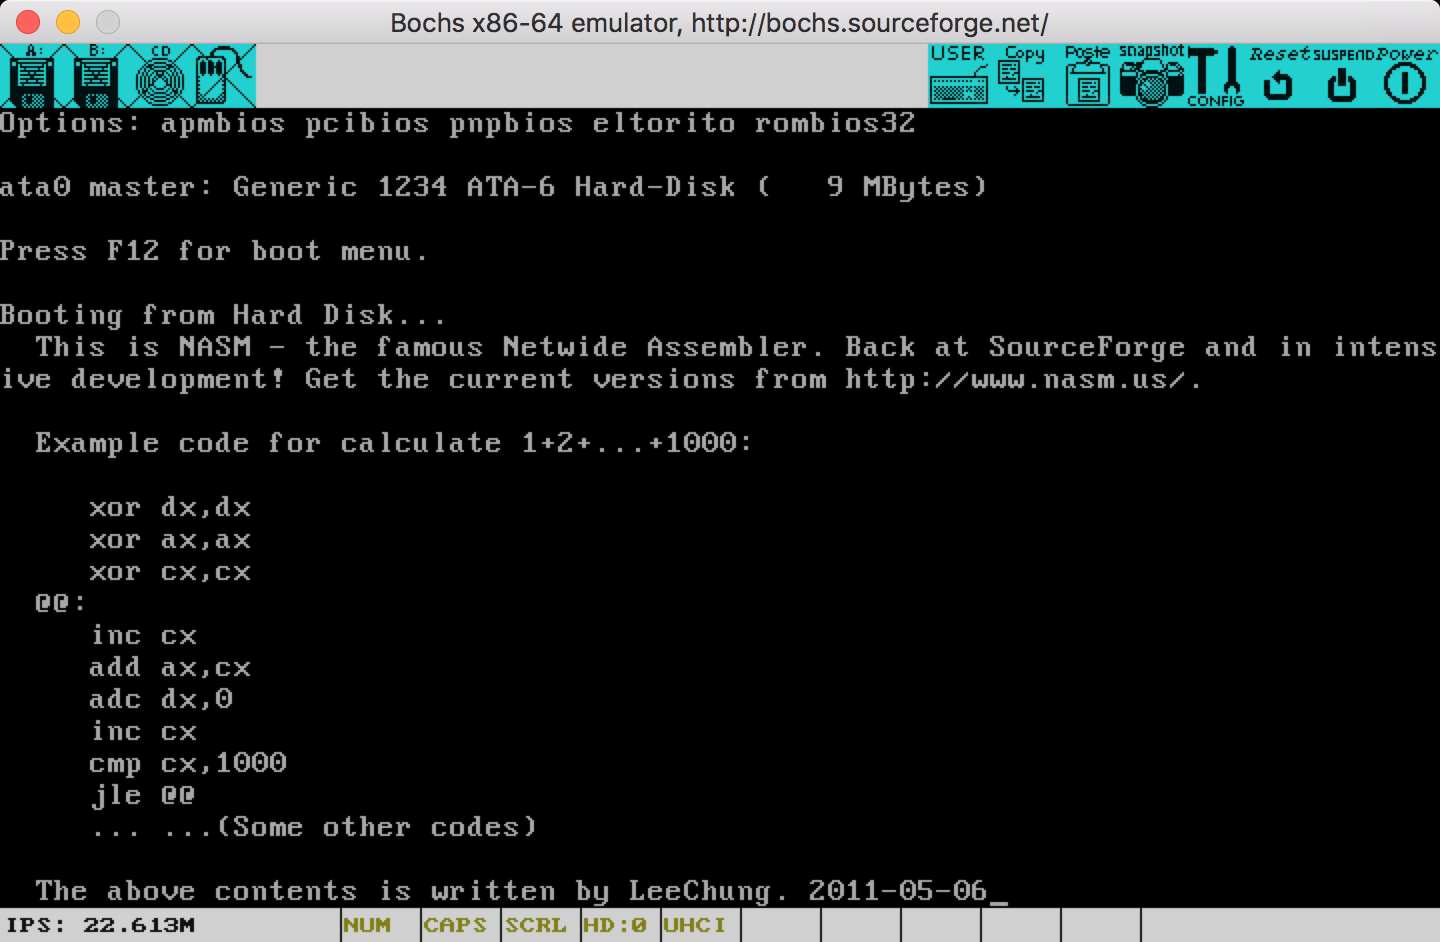 Bochs x86-64 emulator, http://bochs.sourceforge.net/
A: B: CD USER Copy Paste snapshot CONFIG Reset SUSPEND Power
Options: apmbios pcibios pnpbios eltorito rombios32
ata0 master: Generic 1234 ATA-6 Hard-Disk (   9 MBytes)
Press F12 for boot menu.
Booting from Hard Disk...
This is NASM - the famous Netwide Assembler. Back at SourceForge and in intens
ive development! Get the current versions from http://www.nasm.us/.
Example code for calculate 1+2+...+1000:
xor dx,dx
xor ax,ax
xor cx,cx
@@:
inc cx
add ax,cx
adc dx,0
inc cx
cmp cx,1000
jle @@
... ...(Some other codes)
The above contents is written by LeeChung. 2011-05-06_
IPS: 22.613M NUM CAPS SCRL HD:0 UHCI